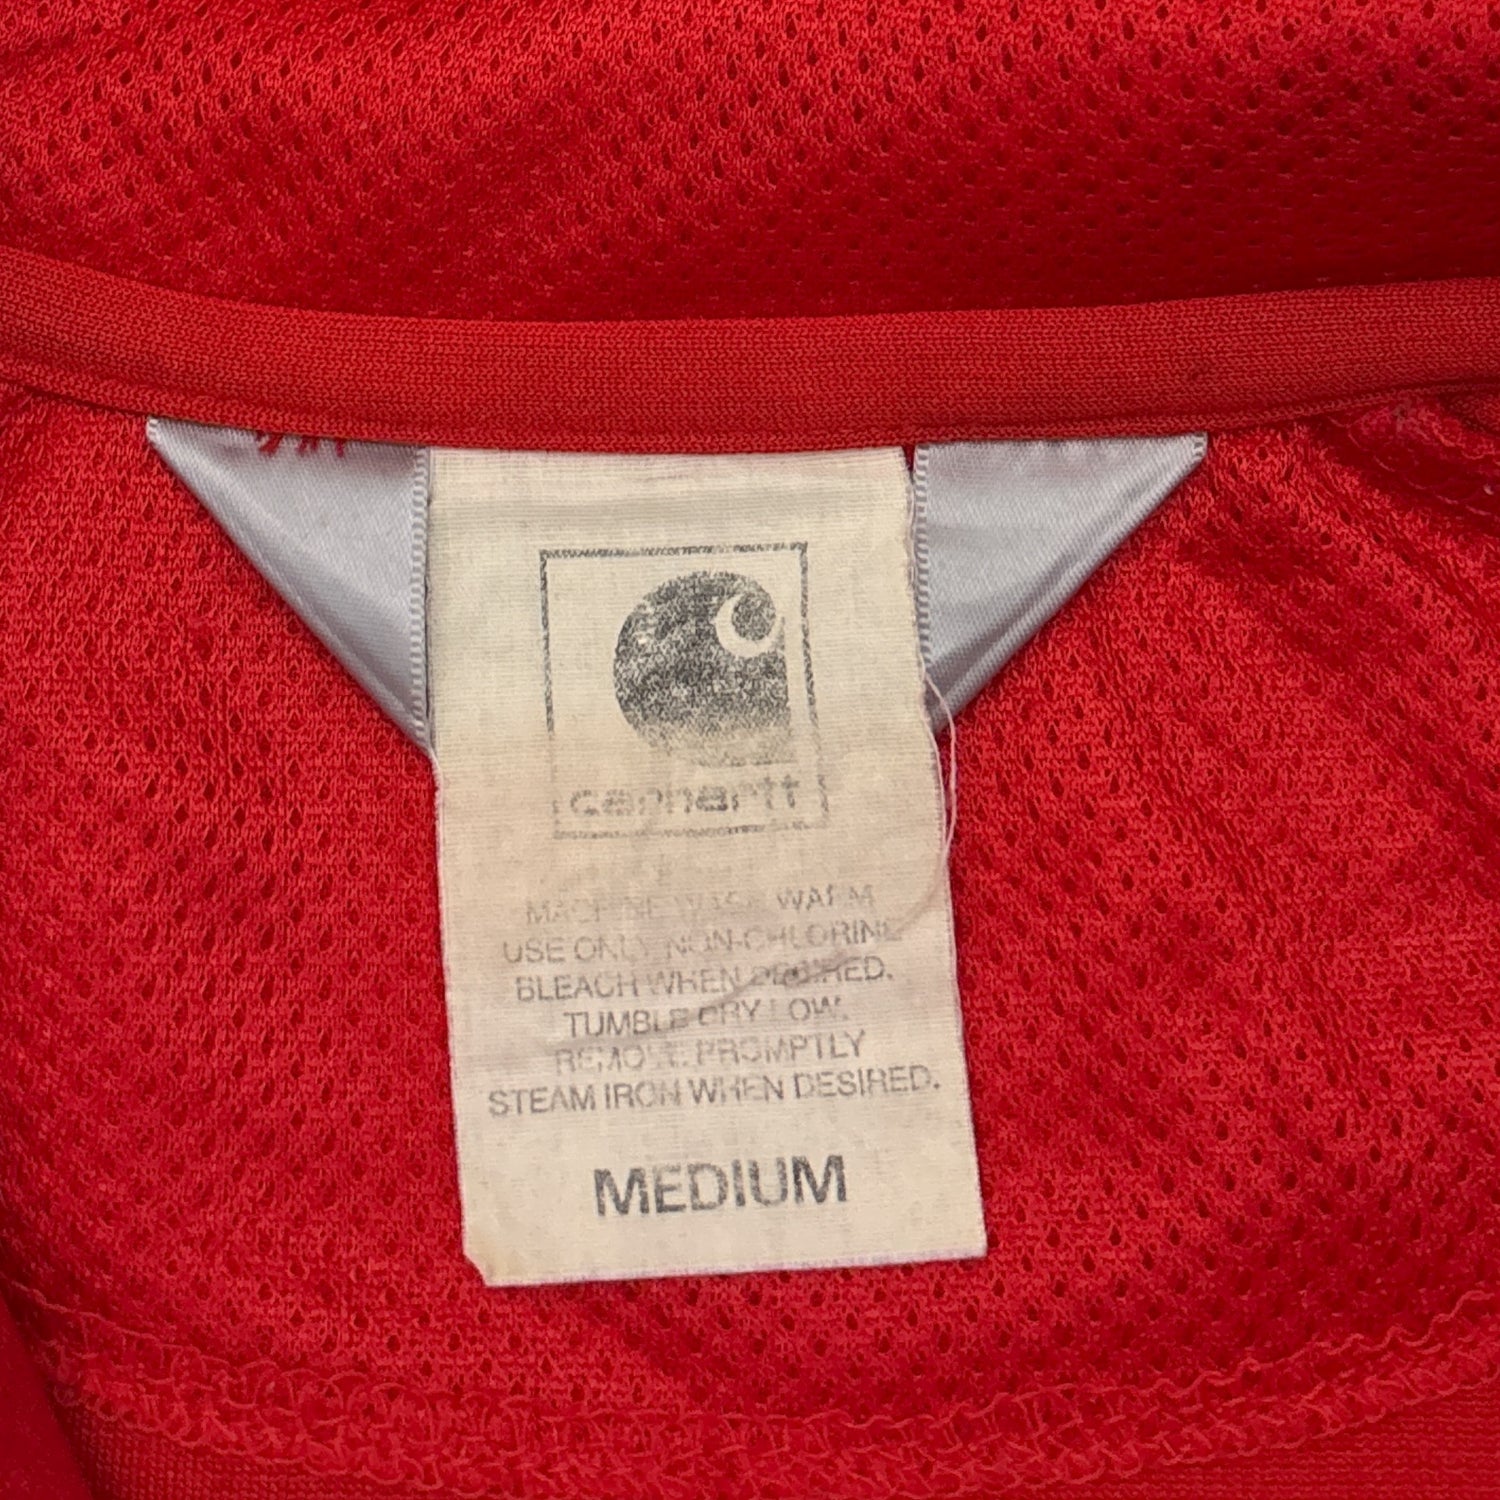 carhartt
MACHINE WASH WARM
USE ONLY NON-CHLORINE
BLEACH WHEN DESIRED.
TUMBLE DRY LOW.
REMOVE PROMPTLY
STEAM IRON WHEN DESIRED.
MEDIUM